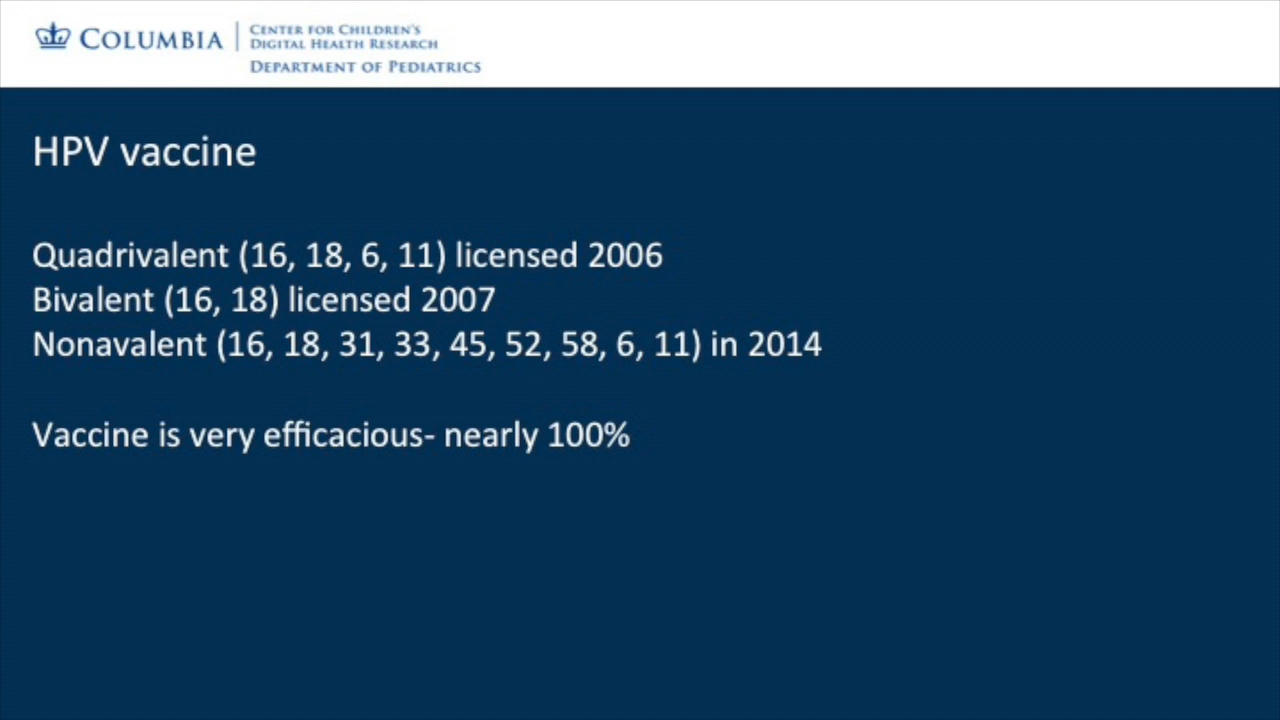 COLUMBIA
CENTER FOR CHILDREN'S
DIGITAL HEALTH RESEARCH
DEPARTMENT OF PEDIATRICS
HPV vaccine
Quadrivalent (16, 18, 6, 11) licensed 2006
Bivalent (16, 18) licensed 2007
Nonavalent (16, 18, 31, 33, 45, 52, 58, 6, 11) in 2014
Vaccine is very efficacious- nearly 100%